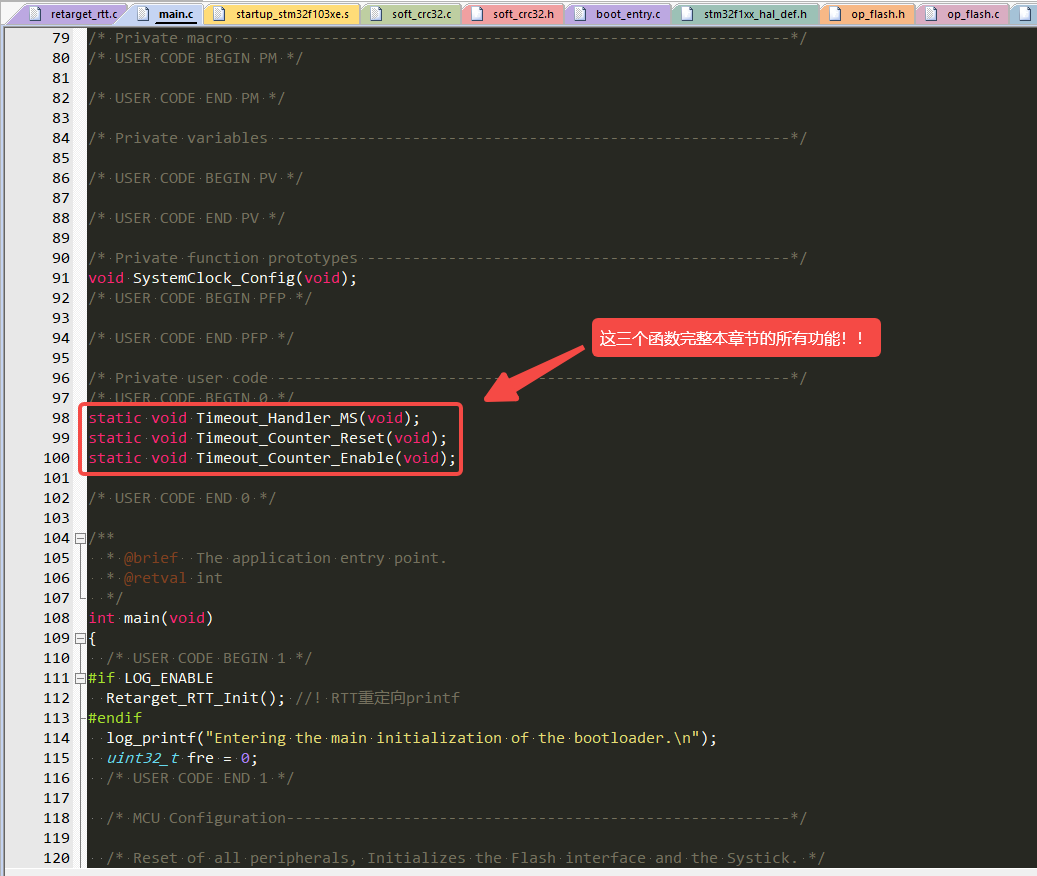 retarget_rtt.c main.c startup_stm32f103xe.s soft_crc32.c soft_crc32.h boot_entry.c stm32f1xx_hal_def.h op_flash.h op_flash.c
79 /* Private macro -------------------------------------------------------------*/
80 /* USER CODE BEGIN PM */
81
82 /* USER CODE END PM */
83
84 /* Private variables ---------------------------------------------------------*/
85
86 /* USER CODE BEGIN PV */
87
88 /* USER CODE END PV */
89
90 /* Private function prototypes -----------------------------------------------*/
91 void SystemClock_Config(void);
92 /* USER CODE BEGIN PFP */
93
94 /* USER CODE END PFP */
这三个函数完整本章节的所有功能！！
95
96 /* Private user code ---------------------------------------------------------*/
97 /* USER CODE BEGIN 0 */
98 static void Timeout_Handler_MS(void);
99 static void Timeout_Counter_Reset(void);
100 static void Timeout_Counter_Enable(void);
101
102 /* USER CODE END 0 */
103
104 /**
105 * @brief The application entry point.
106 * @retval int
107 */
108 int main(void)
109 {
110 /* USER CODE BEGIN 1 */
111 #if LOG_ENABLE
112 Retarget_RTT_Init(); //! RTT重定向printf
113 #endif
114 log_printf("Entering the main initialization of the bootloader.\n");
115 uint32_t fre = 0;
116 /* USER CODE END 1 */
117
118 /* MCU Configuration--------------------------------------------------------*/
119
120 /* Reset of all peripherals, Initializes the Flash interface and the Systick. */